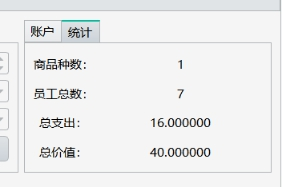 账户 统计
商品种数： 1
员工总数： 7
总支出： 16.000000
总价值： 40.000000